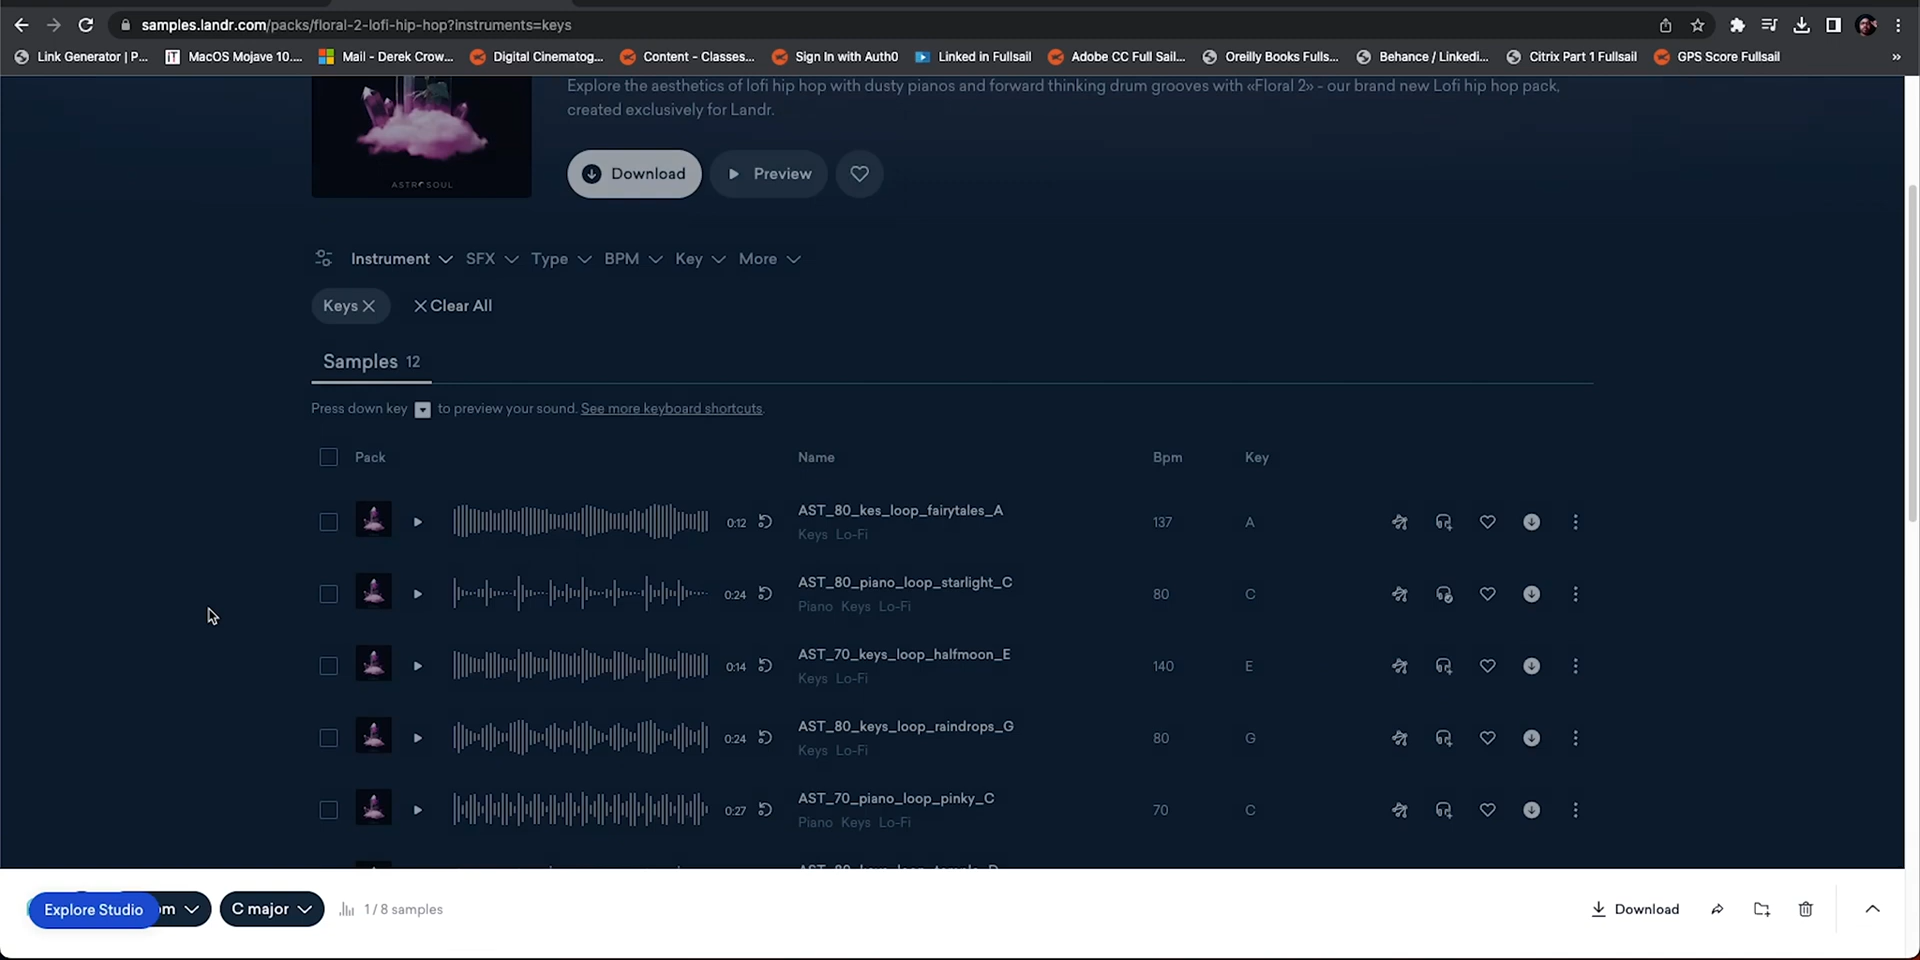 samples.landr.com/packs/floral-2-lofi-hip-hop?instruments=keys
Link Generator | P...
MacOS Mojave 10....
Mail - Derek Crow...
Digital Cinematog...
Content - Classes...
Sign In with Auth0
Linked in Fullsail
Adobe CC Full Sail...
Oreilly Books Fulls...
Behance / Linkedi...
Citrix Part 1 Fullsail
GPS Score Fullsail
»
Explore the aesthetics of lofi hip hop with dusty pianos and forward thinking drum grooves with «Floral 2» - our brand new Lofi hip hop pack,
created exclusively for Landr.
ASTROSOUL
Download
Preview
Instrument
SFX
Type
BPM
Key
More
Keys
Clear All
Samples 12
Press down key to preview your sound. See more keyboard shortcuts.
Pack
Name
Bpm
Key
0:12
AST_80_kes_loop_fairytales_A
Keys Lo-Fi
137
A
0:24
AST_80_piano_loop_starlight_C
Piano Keys Lo-Fi
80
C
0:14
AST_70_keys_loop_halfmoon_E
Keys Lo-Fi
140
E
0:24
AST_80_keys_loop_raindrops_G
Keys Lo-Fi
80
G
0:27
AST_70_piano_loop_pinky_C
Piano Keys Lo-Fi
70
C
Explore Studio
om
C major
1 / 8 samples
Download